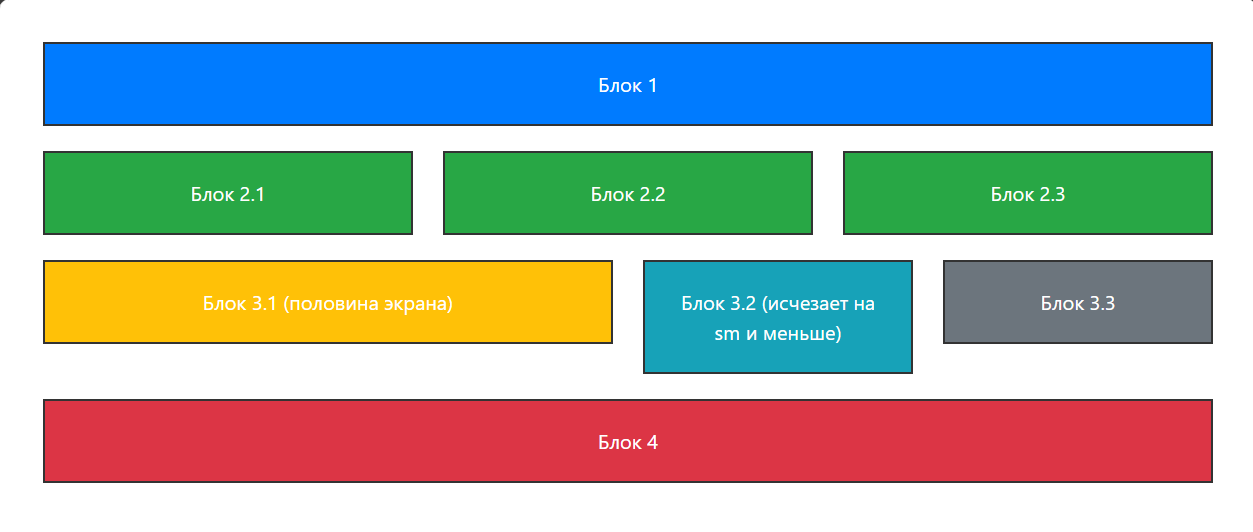 Блок 1
Блок 2.1
Блок 2.2
Блок 2.3
Блок 3.1 (половина экрана)
Блок 3.2 (исчезает на
sm и меньше)
Блок 3.3
Блок 4